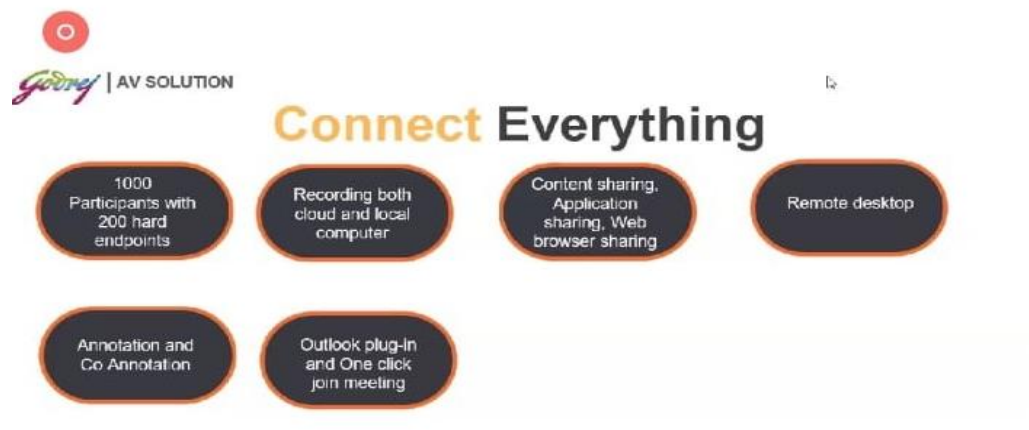 Godrej | AV SOLUTION
Connect Everything
1000
Participants with
200 hard
endpoints
Recording both
cloud and local
computer
Content sharing,
Application
sharing, Web
browser sharing
Remote desktop
Annotation and
Co Annotation
Outlook plug-in
and One click
join meeting